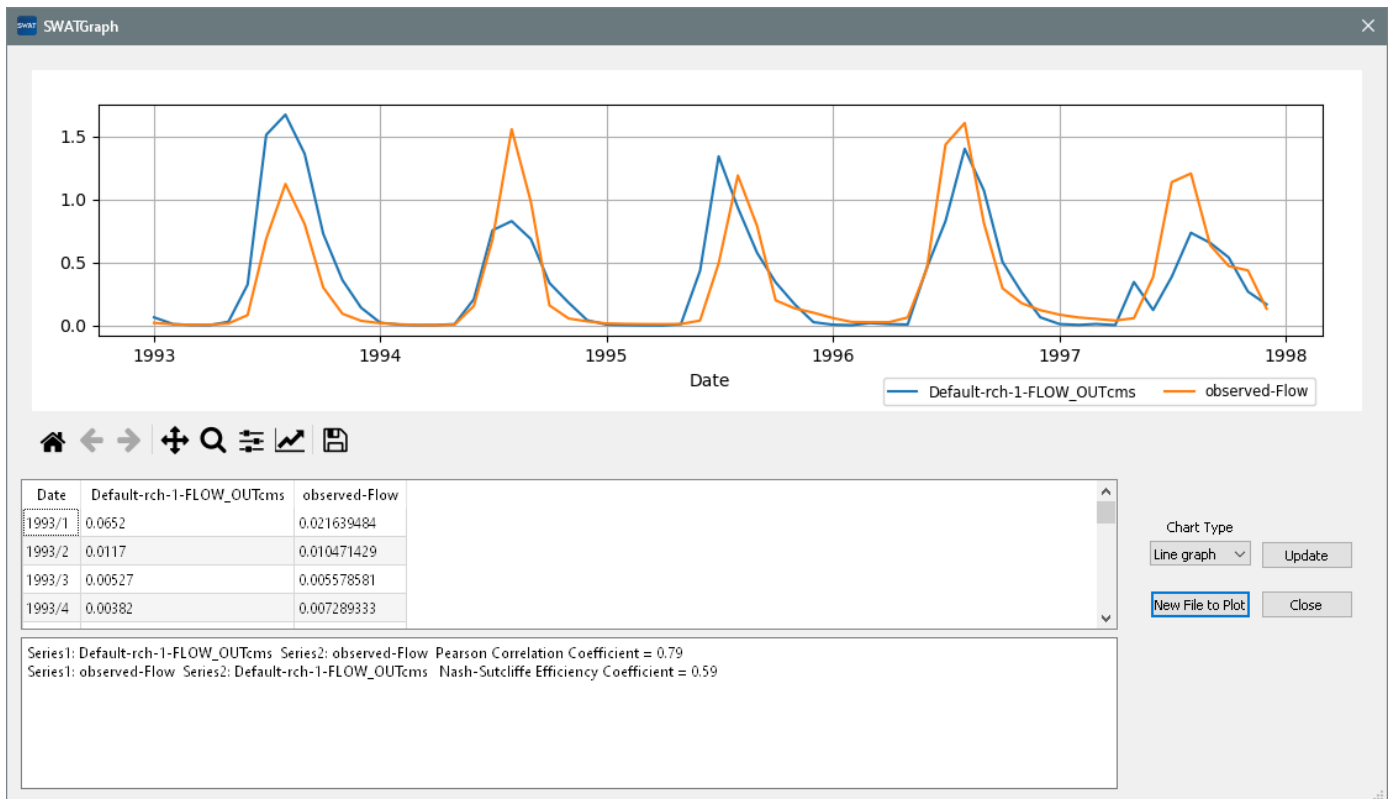 SWAT SWATGraph
1.5
1.0
0.5
0.0
1993 1994 1995 1996 1997 1998
Date
Default-rch-1-FLOW_OUTcms observed-Flow
Date Default-rch-1-FLOW_OUTcms observed-Flow
1993/1 0.0652 0.021639484
1993/2 0.0117 0.010471429
1993/3 0.00527 0.005578581
1993/4 0.00382 0.007289333
Chart Type
Line graph Update
New File to Plot Close
Series1: Default-rch-1-FLOW_OUTcms Series2: observed-Flow Pearson Correlation Coefficient = 0.79
Series1: observed-Flow Series2: Default-rch-1-FLOW_OUTcms Nash-Sutcliffe Efficiency Coefficient = 0.59